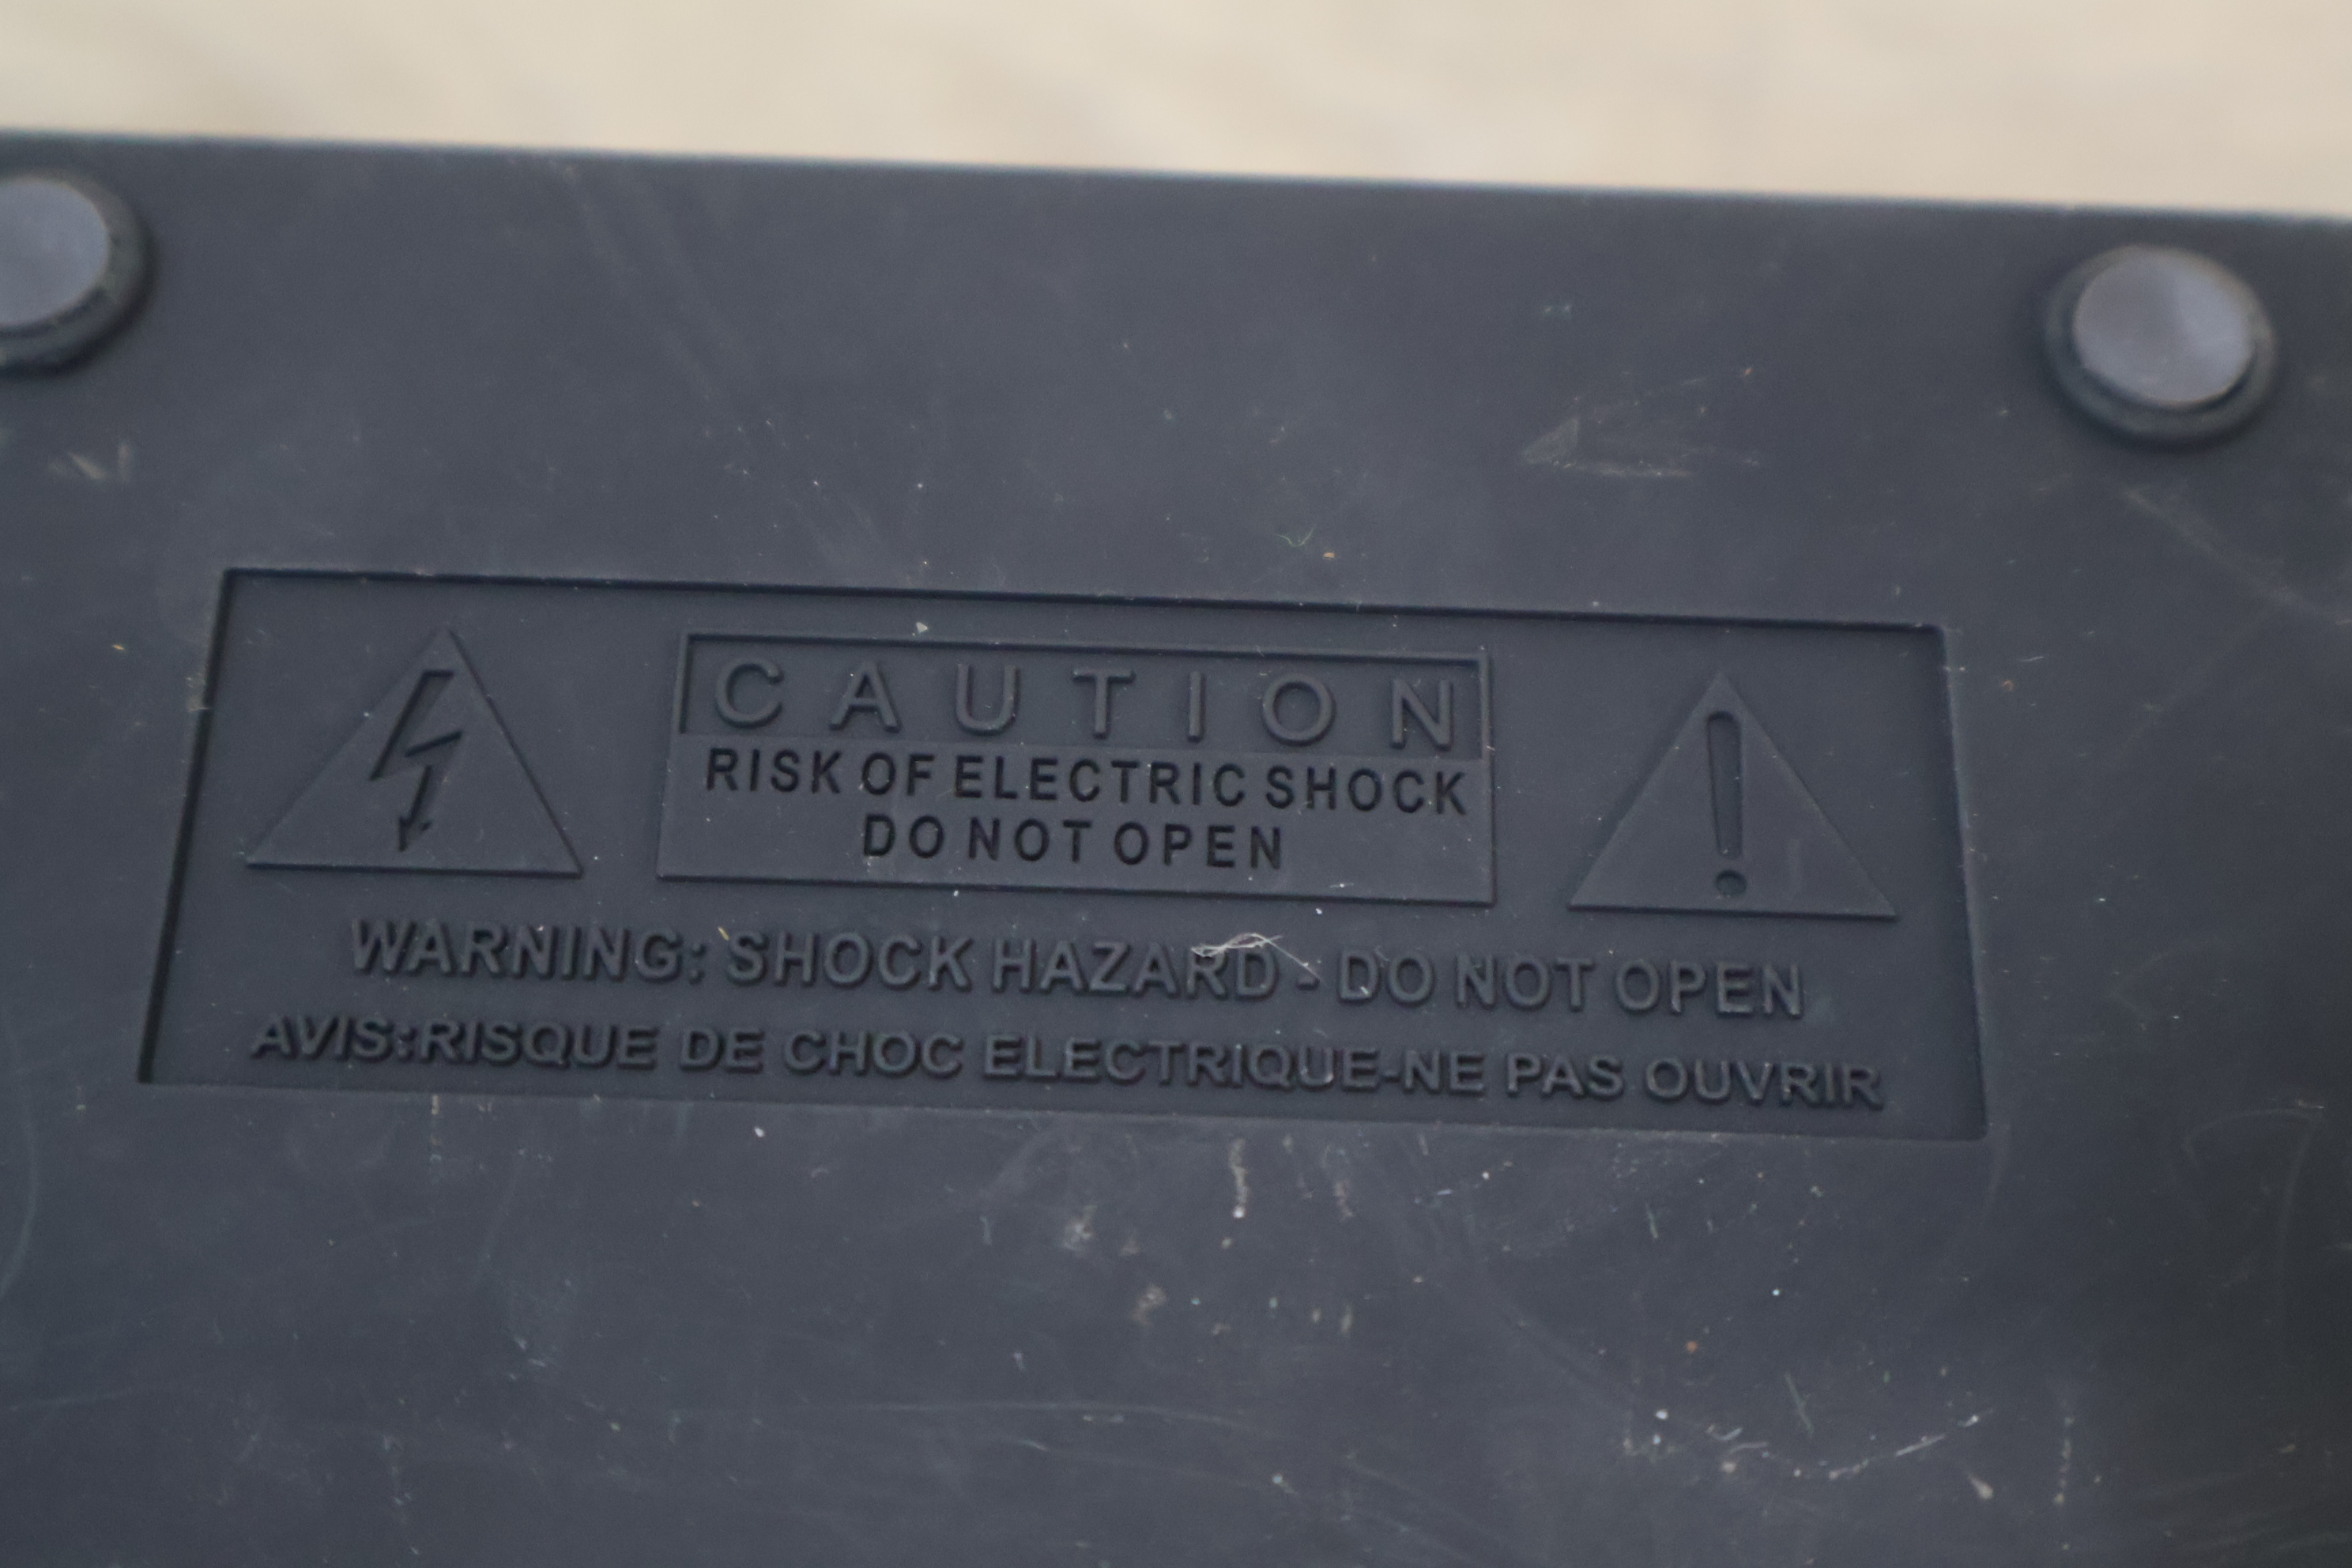 CAUTION
RISK OF ELECTRIC SHOCK
DO NOT OPEN
WARNING: SHOCK HAZARD - DO NOT OPEN
AVIS:RISQUE DE CHOC ELECTRIQUE-NE PAS OUVRIR